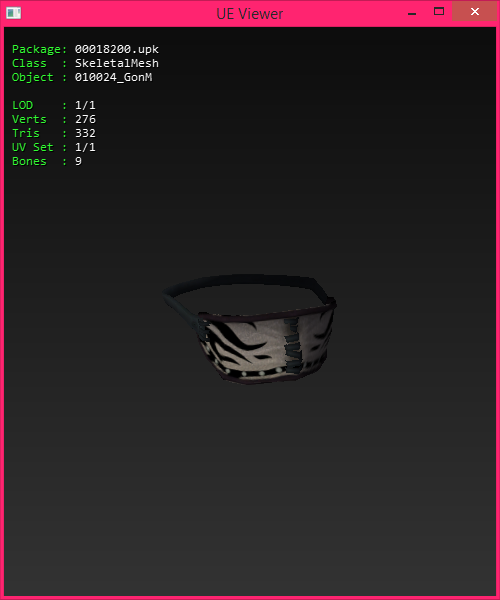 UE Viewer
Package: 00018200.upk
Class : SkeletalMesh
Object : 010024_GonM
LOD : 1/1
Verts : 276
Tris : 332
UV Set : 1/1
Bones : 9